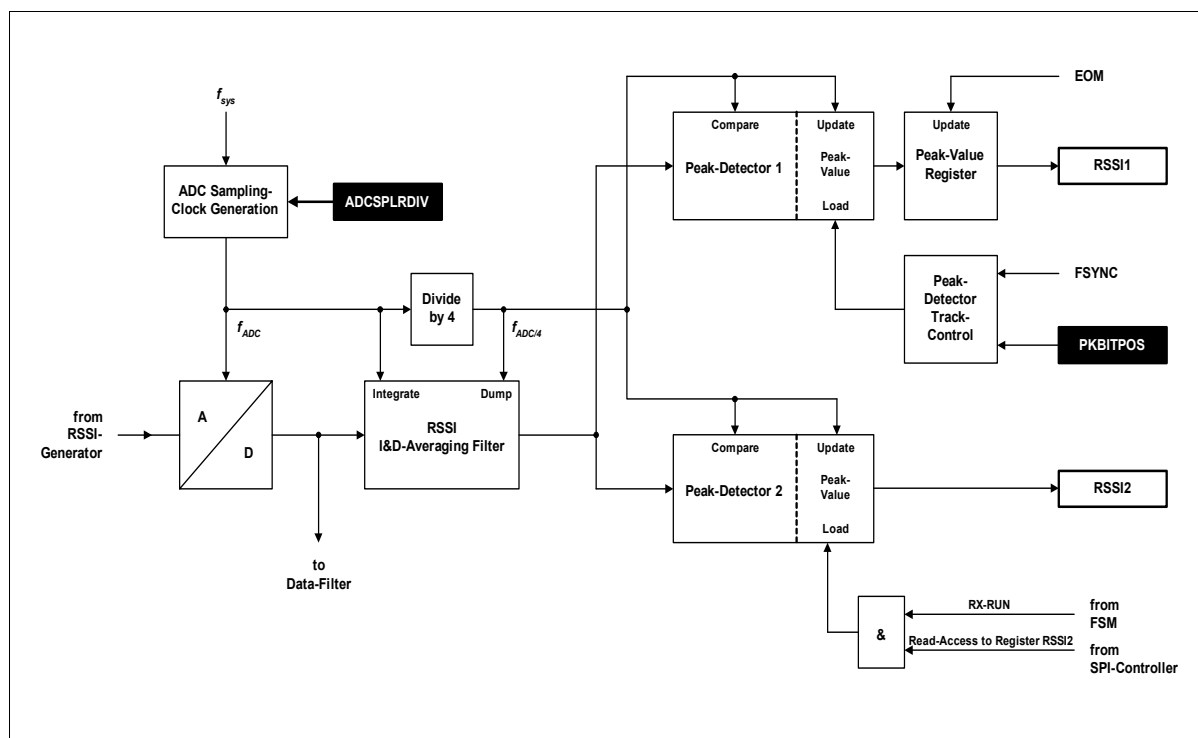 EOM
f_sys
Compare
Update
Update
Peak-Detector 1
Peak-
Value
Peak-Value
Register
RSSI1
Load
ADC Sampling-
Clock Generation
ADCSPLRDIV
Peak-
Detector
Track-
Control
FSYNC
PKBITPOS
Divide
by 4
f_ADC
f_ADC/4
from
RSSI-
Generator
A
D
Integrate
Dump
RSSI
I&D-Averaging Filter
Compare
Update
Peak-Detector 2
Peak-
Value
RSSI2
Load
to
Data-Filter
&
RX-RUN
from
FSM
Read-Access to Register RSSI2
from
SPI-Controller